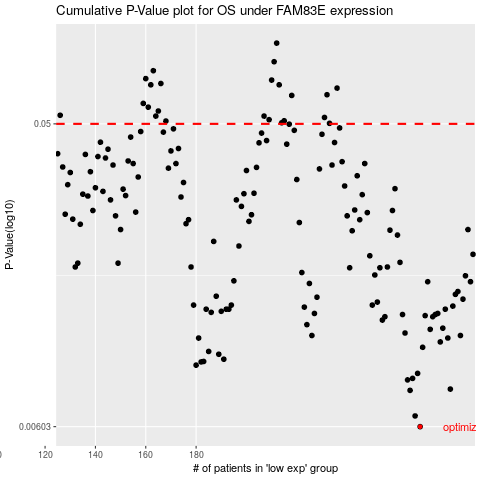 Cumulative P-Value plot for OS under FAM83E expression
0.05
P-Value(log10)
0.00603
optimiz
0 120 140 160 180
# of patients in 'low exp' group